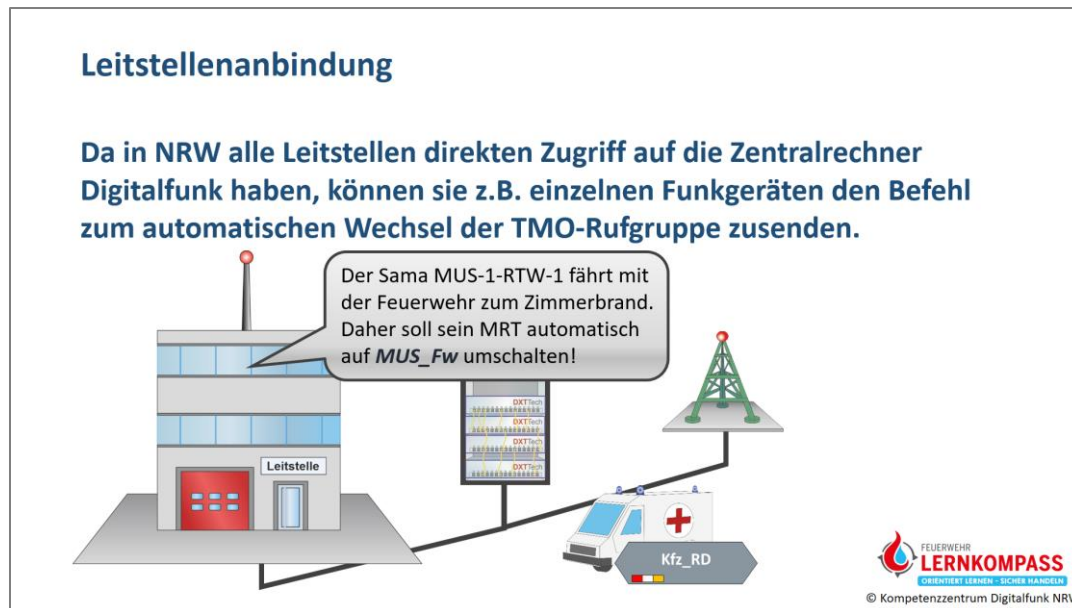 Leitstellenanbindung
Da in NRW alle Leitstellen direkten Zugriff auf die Zentralrechner
Digitalfunk haben, können sie z.B. einzelnen Funkgeräten den Befehl
zum automatischen Wechsel der TMO-Rufgruppe zusenden.
Der Sama MUS-1-RTW-1 fährt mit
der Feuerwehr zum Zimmerbrand.
Daher soll sein MRT automatisch
auf MUS_Fw umschalten!
DXTTech
DXTTech
DXTTech
DXTTech
Leitstelle
Kfz_RD
FEUERWEHR
LERNKOMPASS
ORIENTIERT LERNEN - SICHER HANDELN
© Kompetenzzentrum Digitalfunk NRW